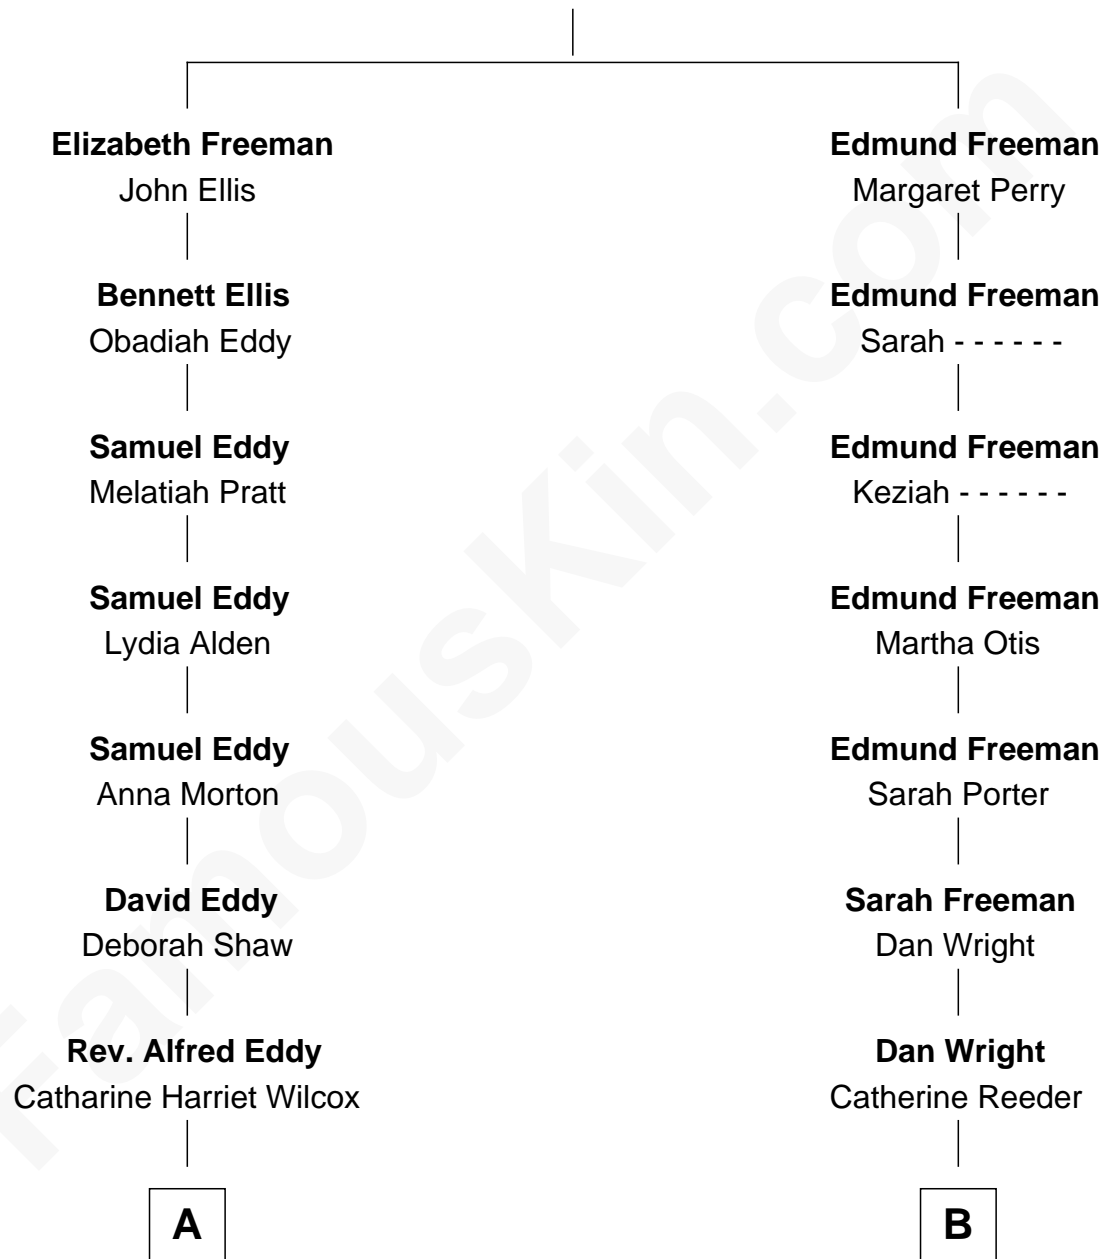 Elizabeth Freeman
John Ellis
Edmund Freeman
Margaret Perry
Bennett Ellis
Obadiah Eddy
Edmund Freeman
Sarah - - - - - -
Samuel Eddy
Melatiah Pratt
Edmund Freeman
Keziah - - - - - -
Samuel Eddy
Lydia Alden
Edmund Freeman
Martha Otis
Samuel Eddy
Anna Morton
Edmund Freeman
Sarah Porter
David Eddy
Deborah Shaw
Sarah Freeman
Dan Wright
Rev. Alfred Eddy
Catharine Harriet Wilcox
Dan Wright
Catherine Reeder
A
B
FamousKin.com